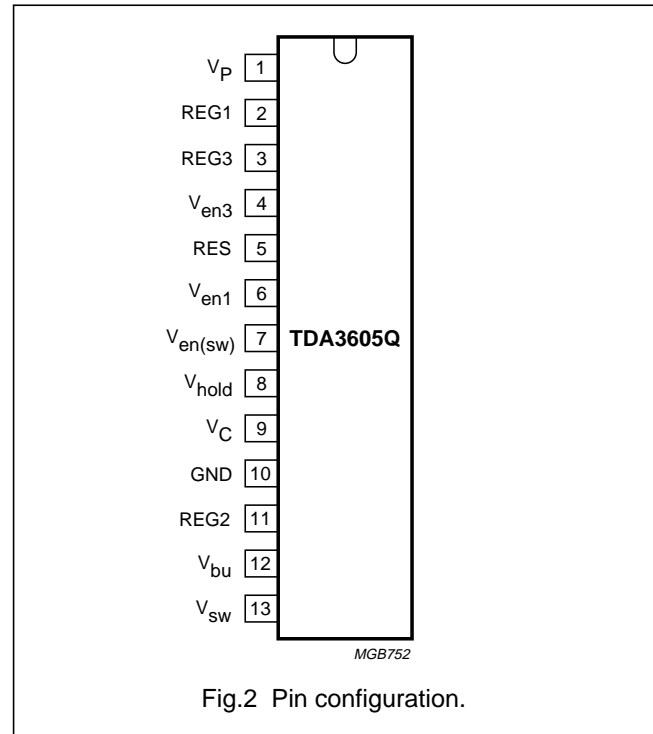 V_P 1
REG1 2
REG3 3
V_en3 4
RES 5
V_en1 6
V_en(sw) 7 TDA3605Q
V_hold 8
V_C 9
GND 10
REG2 11
V_bu 12
V_sw 13
MGB752
Fig.2 Pin configuration.